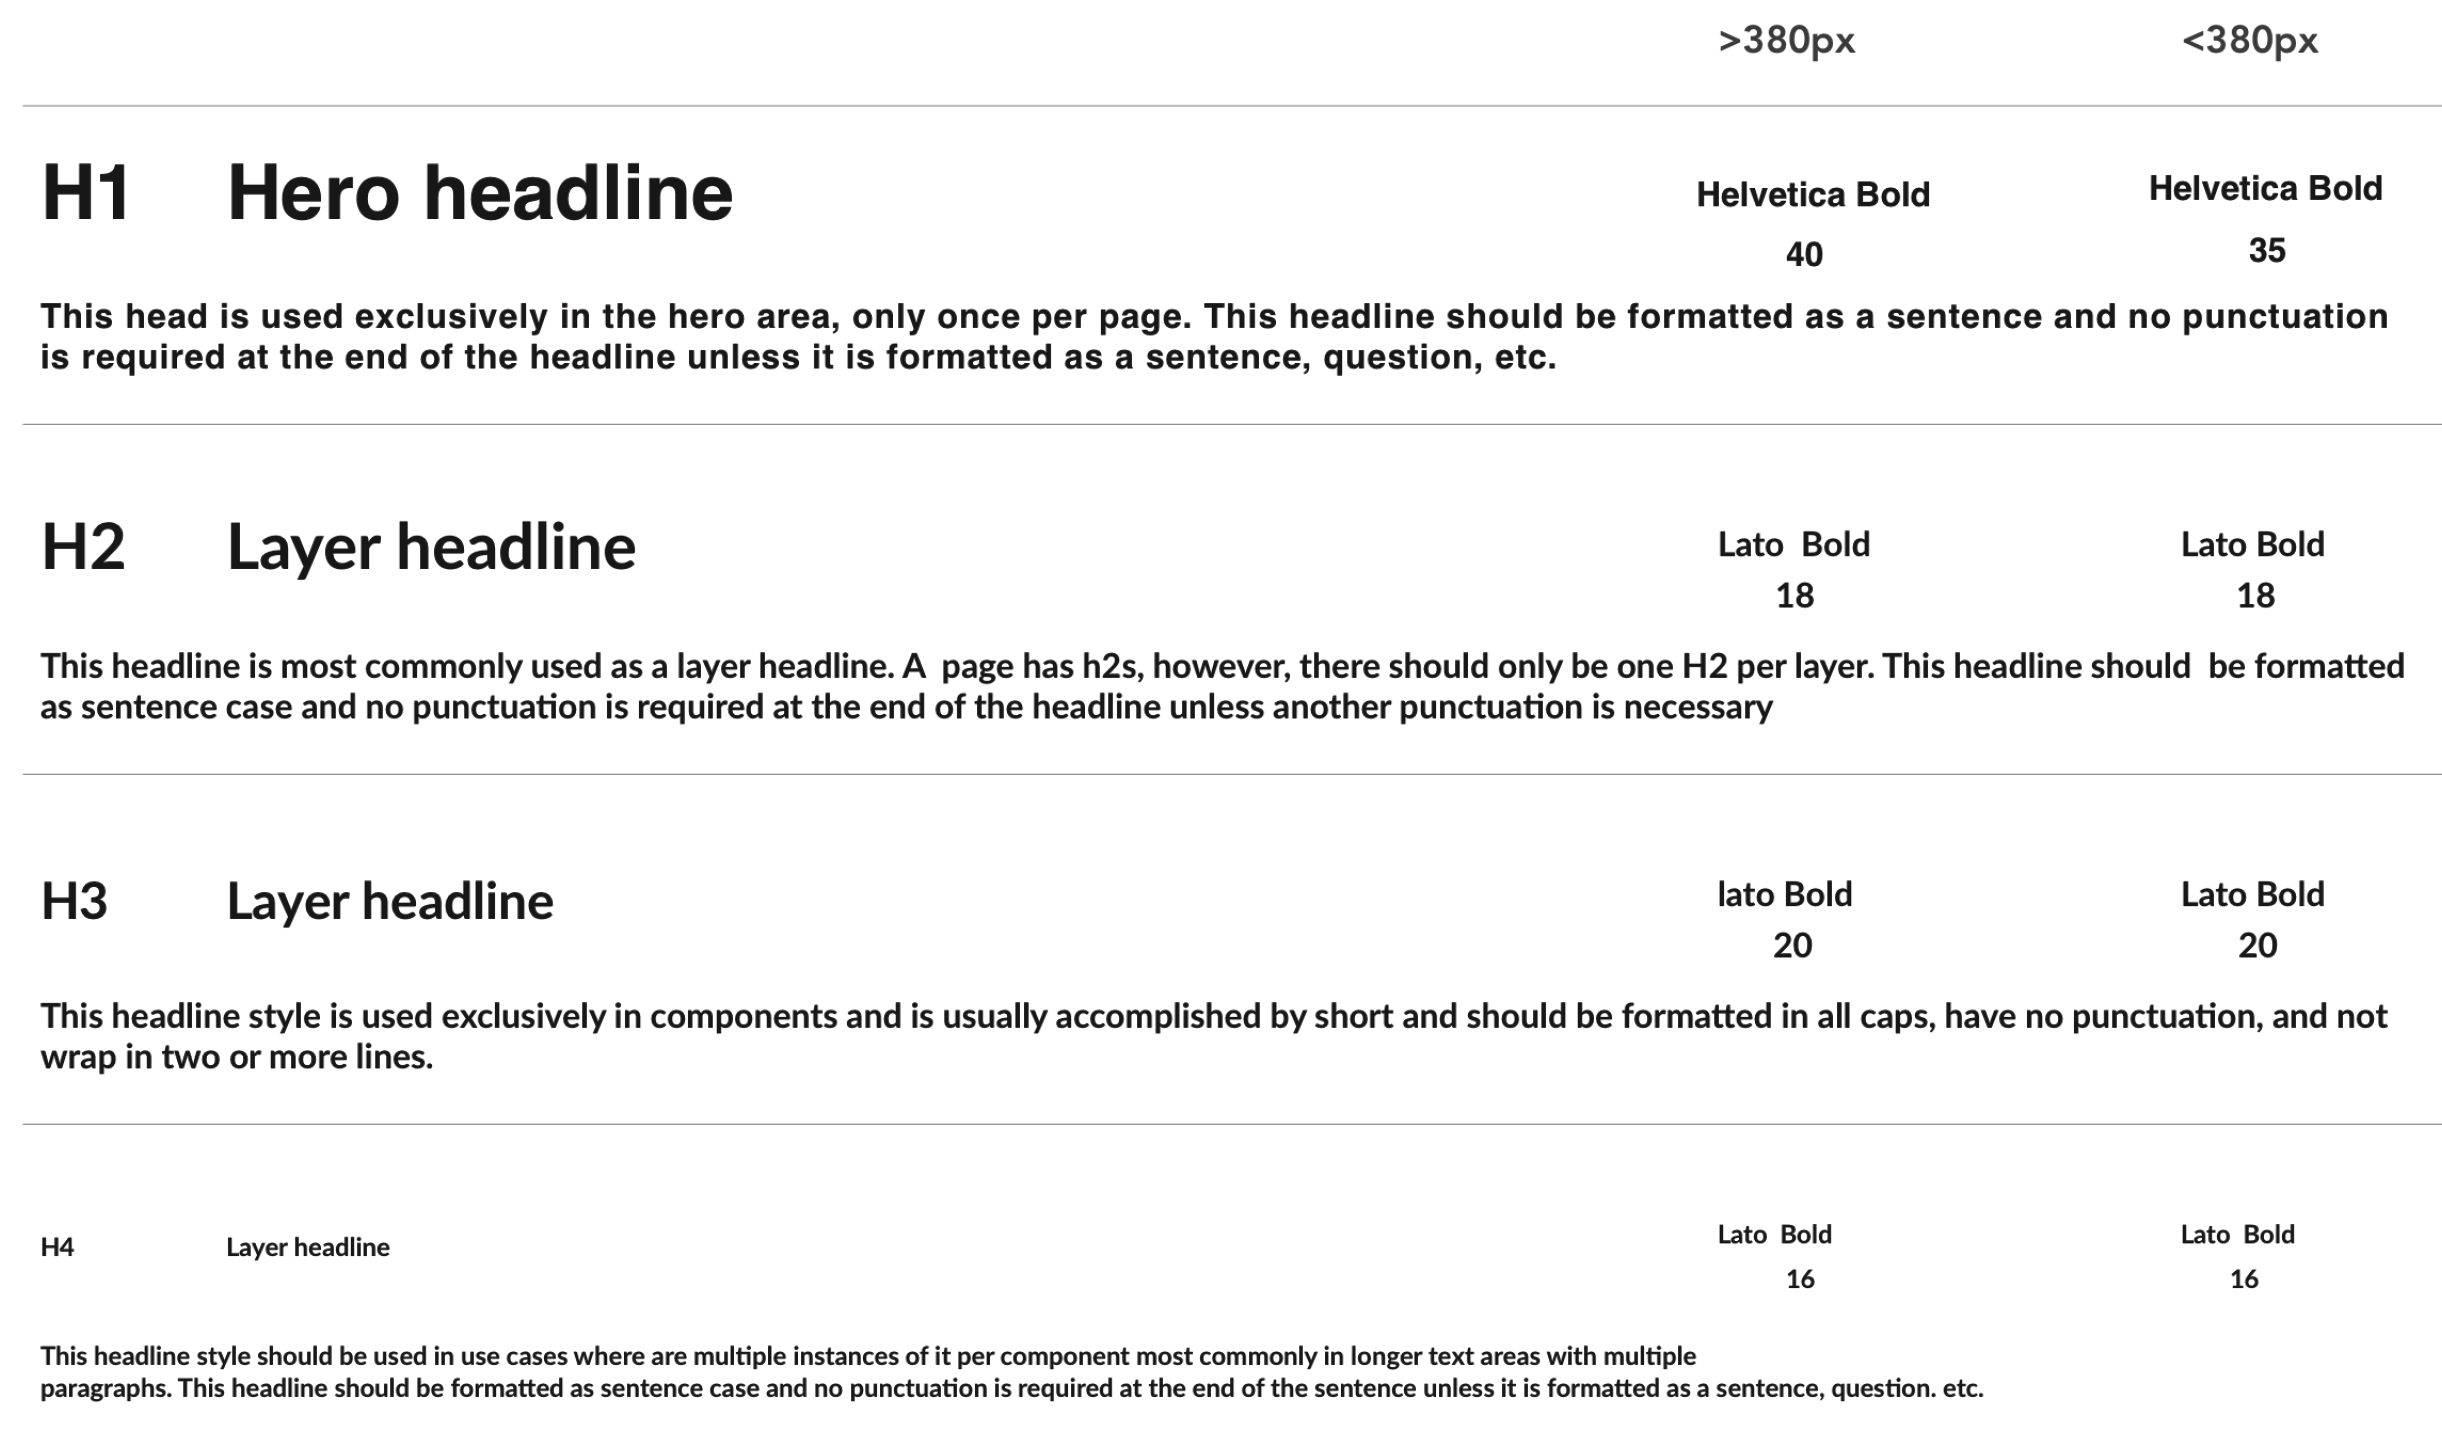 >380px <380px
H1 Hero headline Helvetica Bold Helvetica Bold
40 35
This head is used exclusively in the hero area, only once per page. This headline should be formatted as a sentence and no punctuation
is required at the end of the headline unless it is formatted as a sentence, question, etc.
H2 Layer headline Lato  Bold Lato Bold
18 18
This headline is most commonly used as a layer headline. A  page has h2s, however, there should only be one H2 per layer. This headline should  be formatted
as sentence case and no punctuation is required at the end of the headline unless another punctuation is necessary
H3 Layer headline lato Bold Lato Bold
20 20
This headline style is used exclusively in components and is usually accomplished by short and should be formatted in all caps, have no punctuation, and not
wrap in two or more lines.
H4 Layer headline Lato  Bold Lato  Bold
16 16
This headline style should be used in use cases where are multiple instances of it per component most commonly in longer text areas with multiple
paragraphs. This headline should be formatted as sentence case and no punctuation is required at the end of the sentence unless it is formatted as a sentence, question. etc.